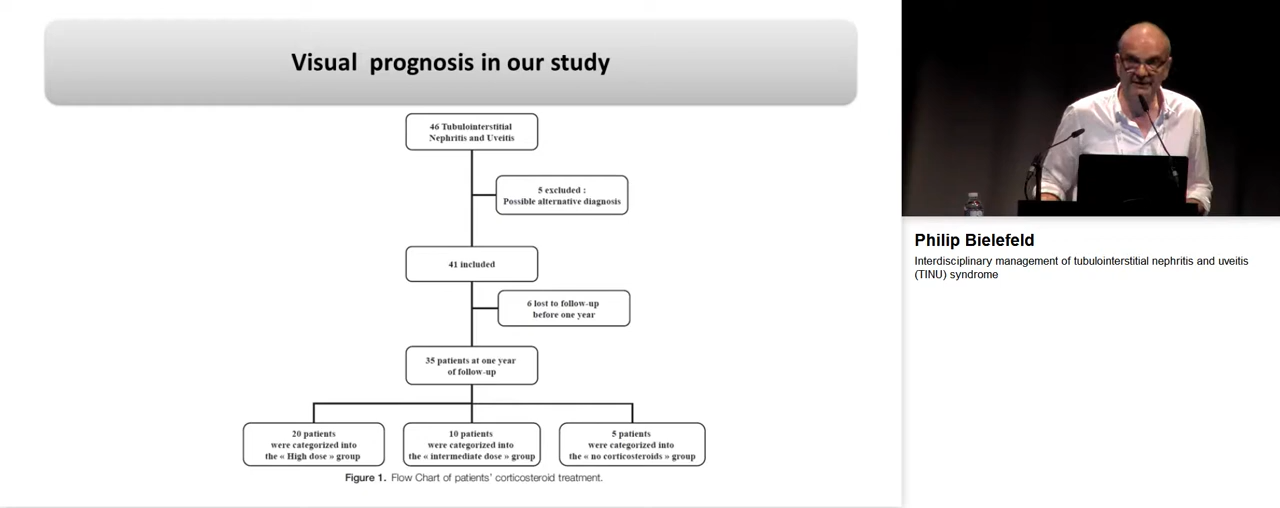 Visual prognosis in our study
46 Tubulointerstitial
Nephritis and Uveitis
5 excluded :
Possible alternative diagnosis
41 included
6 lost to follow-up
before one year
35 patients at one year
of follow-up
20 patients
were categorized into
the « High dose » group
10 patients
were categorized into
the « intermediate dose » group
5 patients
were categorized into
the « no corticosteroids » group
Figure 1. Flow Chart of patients' corticosteroid treatment.
Philip Bielefeld
Interdisciplinary management of tubulointerstitial nephritis and uveitis
(TINU) syndrome